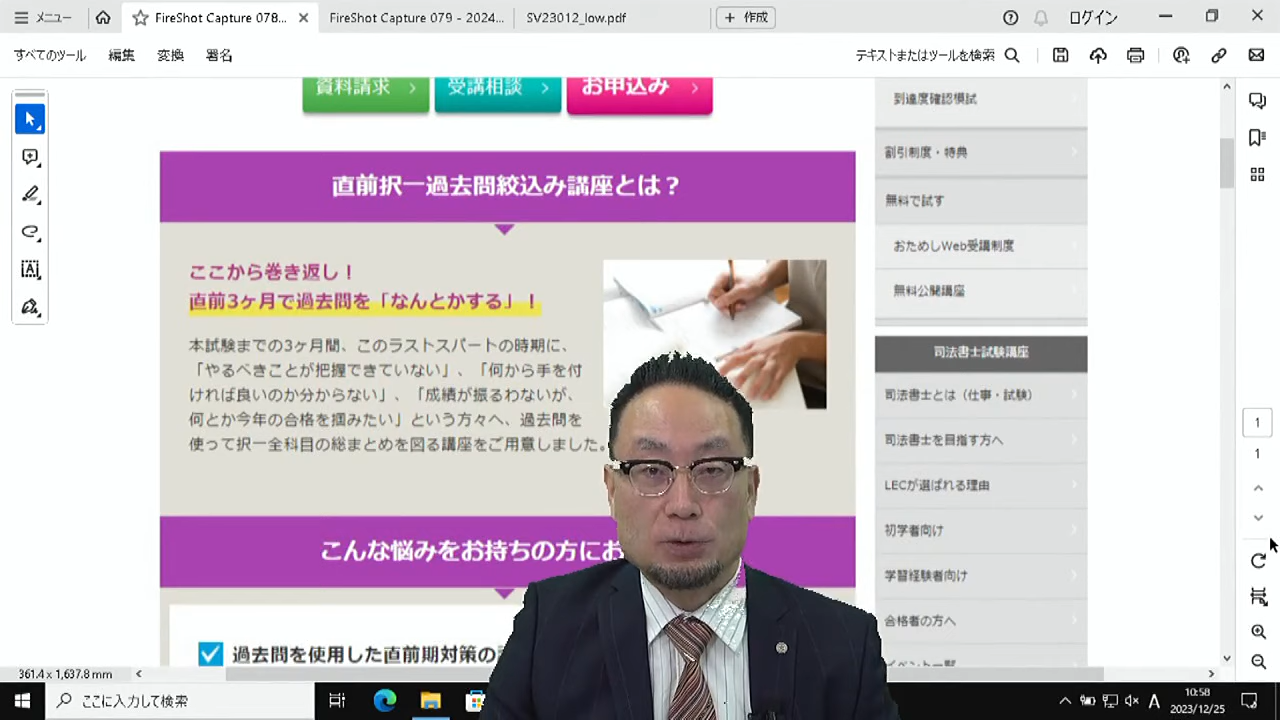 メニュー
FireShot Capture 078...
FireShot Capture 079 - 2024...
SV23012_low.pdf
作成
ログイン
すべてのツール
編集
変換
署名
テキストまたはツールを検索
資料請求
受講相談
お申込み
直前択一過去問絞込み講座とは？
ここから巻き返し！
直前3ヶ月で過去問を「なんとかする」！
本試験までの3ヶ月間、このラストスパートの時期に、
「やるべきことが把握できていない」、「何から手を付
ければ良いのか分からない」、「成績が振るわないが、
何とか今年の合格を掴みたい」という方々へ、過去問を
使って択一全科目の総まとめを図る講座をご用意しました。
こんな悩みをお持ちの方にお
過去問を使用した直前期対策の
到達度確認模試
割引制度・特典
無料で試す
おためしWeb受講制度
無料公開講座
司法書士試験講座
司法書士とは（仕事・試験）
司法書士を目指す方へ
LECが選ばれる理由
初学者向け
学習経験者向け
合格者の方へ
イベント一覧
1
1
361.4 x 1,637.8 mm
ここに入力して検索
A
10:58
2023/12/25